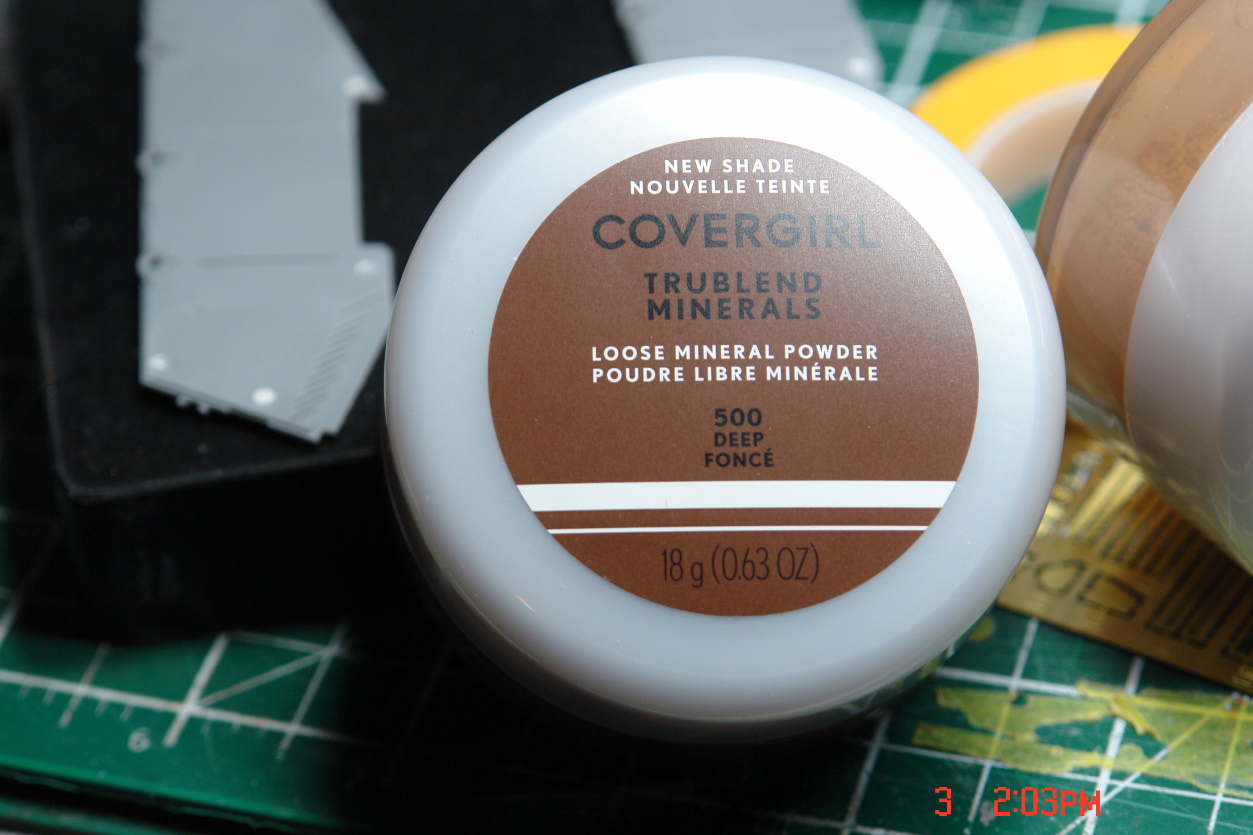 NEW SHADE
NOUVELLE TEINTE
COVERGIRL
TRUBLEND
MINERALS
LOOSE MINERAL POWDER
POUDRE LIBRE MINÉRALE
500
DEEP
FONCÉ
18 g (0.63 OZ)
6
3 2:03PM